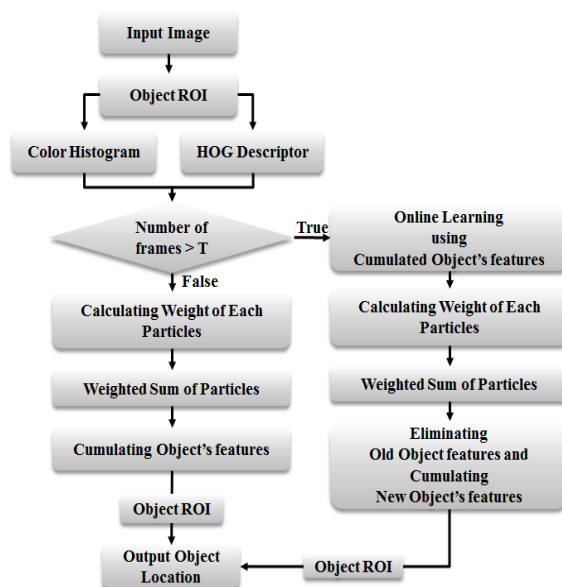 Input Image
Object ROI
Color Histogram
HOG Descriptor
Number of
frames > T
True
False
Calculating Weight of Each
Particles
Weighted Sum of Particles
Cumulating Object's features
Object ROI
Output Object
Location
Online Learning
using
Cumulated Object's features
Calculating Weight of Each
Particles
Weighted Sum of Particles
Eliminating
Old Object features and
Cumulating
New Object's features
Object ROI